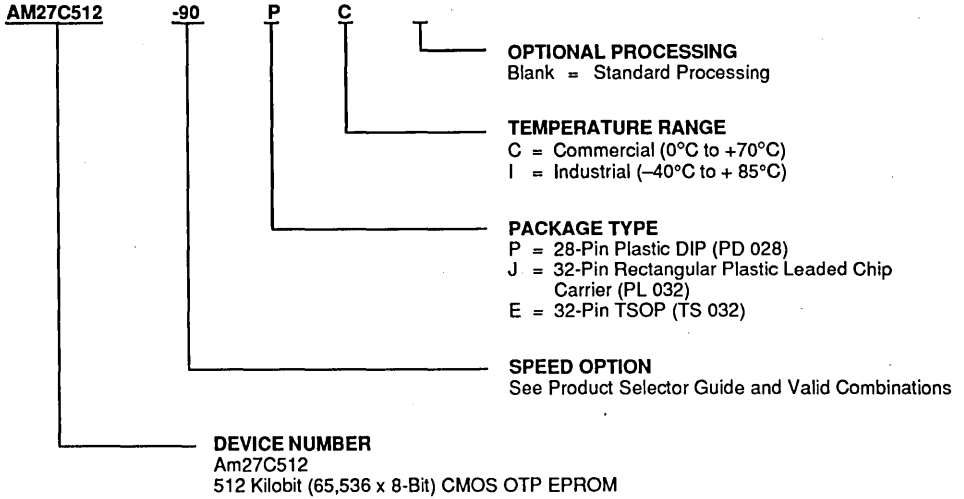 AM27C512 -90 P C
OPTIONAL PROCESSING
Blank = Standard Processing
TEMPERATURE RANGE
C = Commercial (0°C to +70°C)
I = Industrial (–40°C to + 85°C)
PACKAGE TYPE
P = 28-Pin Plastic DIP (PD 028)
J = 32-Pin Rectangular Plastic Leaded Chip
Carrier (PL 032)
E = 32-Pin TSOP (TS 032)
SPEED OPTION
See Product Selector Guide and Valid Combinations
DEVICE NUMBER
Am27C512
512 Kilobit (65,536 x 8-Bit) CMOS OTP EPROM